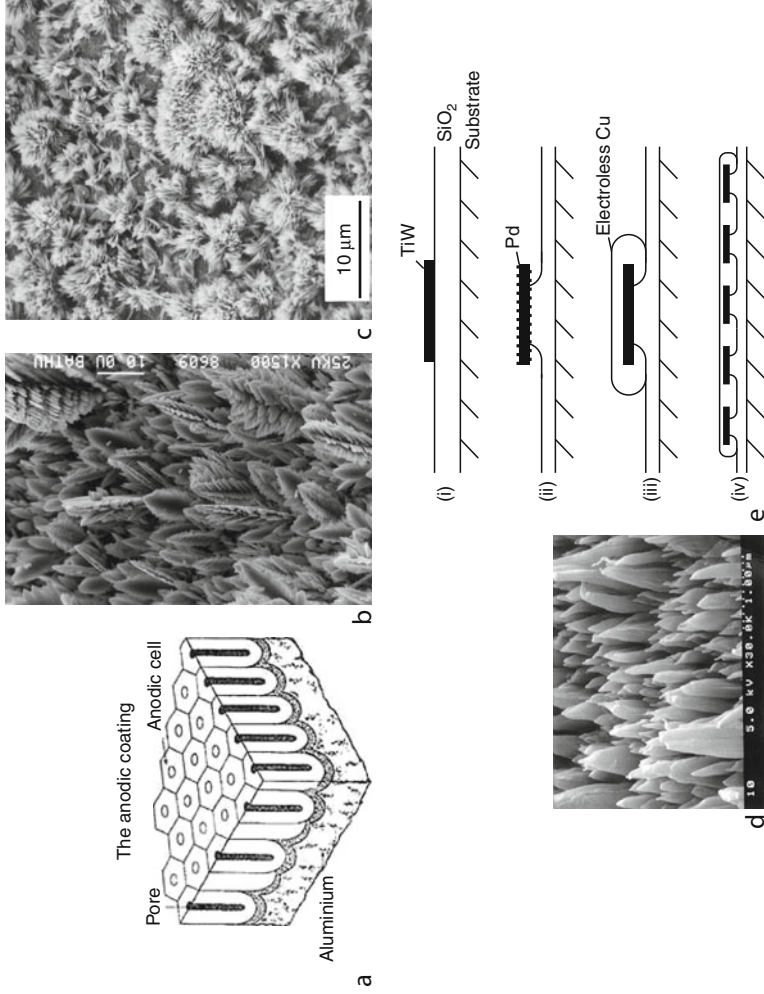 a
The anodic coating
Pore
Anodic cell
Aluminium
b
25KV X1500 8609 10.0U BATHU
c
10 µm
d
10 5.0 kV X30.0K 1.00µm
e
(i)
TiW
SiO₂
Substrate
(ii)
Pd
(iii)
Electroless Cu
(iv)